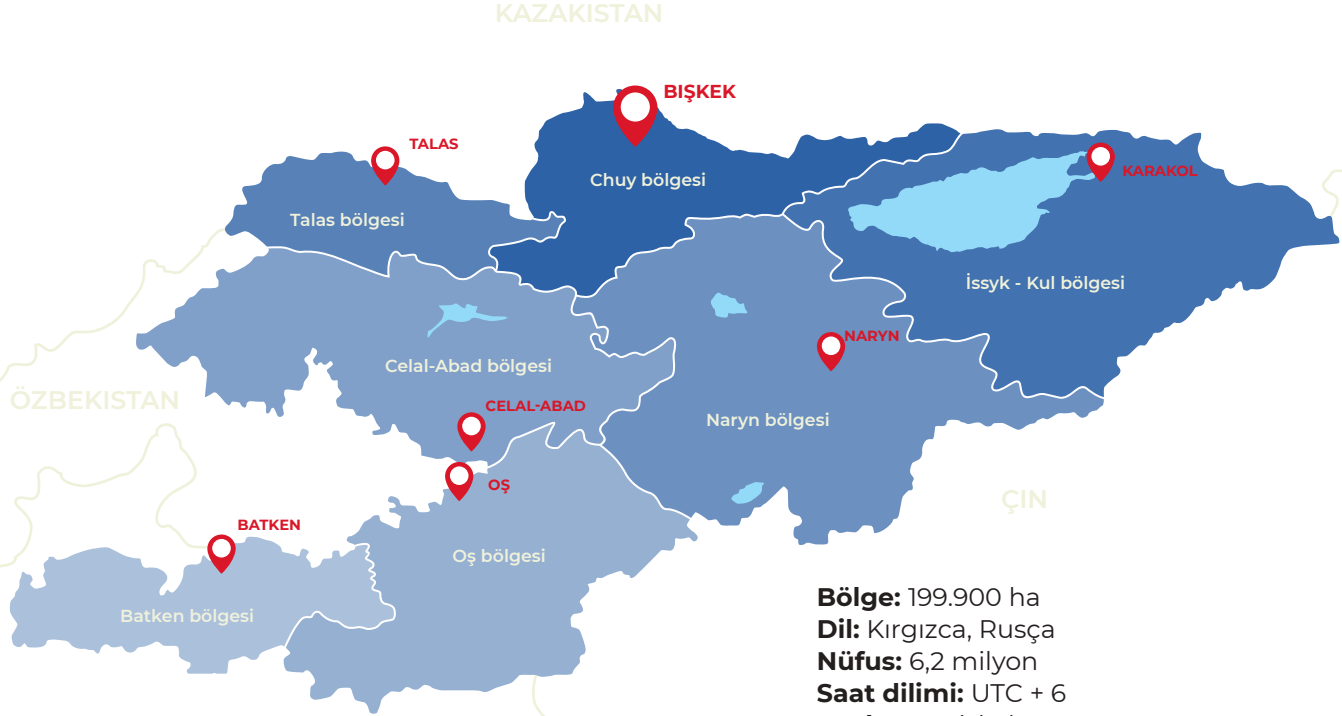 KAZAKISTAN
BIŞKEK
TALAS
KARAKOL
Chuy bölgesi
Talas bölgesi
İssyk - Kul bölgesi
NARYN
Celal-Abad bölgesi
ÖZBEKISTAN
CELAL-ABAD
Naryn bölgesi
OŞ
ÇIN
BATKEN
Oş bölgesi
Batken bölgesi
Bölge: 199.900 ha
Dil: Kırgızca, Rusça
Nüfus: 6,2 milyon
Saat dilimi: UTC + 6